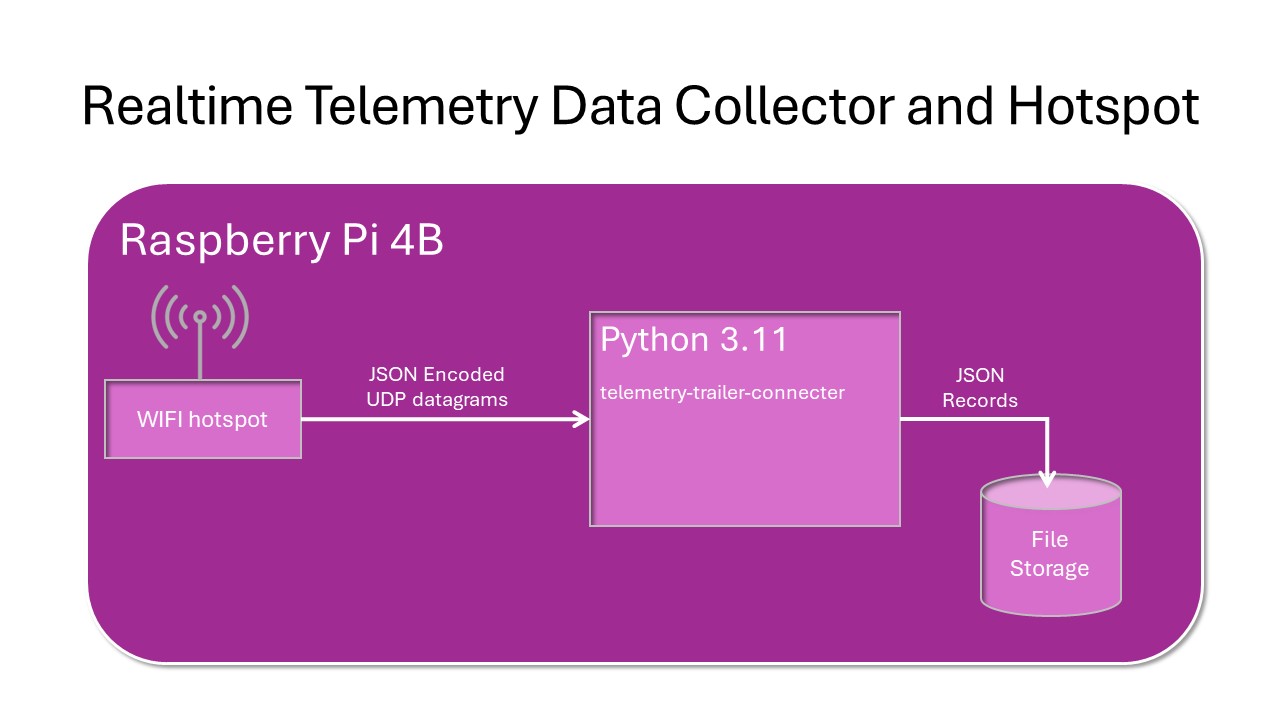 Realtime Telemetry Data Collector and Hotspot
Raspberry Pi 4B
WIFI hotspot
JSON Encoded
UDP datagrams
Python 3.11
telemetry-trailer-connecter
JSON
Records
File
Storage